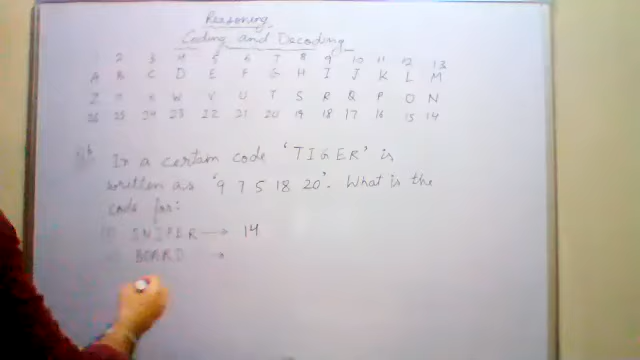 Reasoning
Coding and Decoding
2 3 4 5 6 7 8 9 10 11 12 13
A B C D E F G H I J K L M
Z Y X W V U T S R Q P O N
26 25 24 23 22 21 20 19 18 17 16 15 14
In a certain code 'TIGER' is
written as '9 7 5 18 20'. What is the
code for:
SNIPER → 14
BOARD →